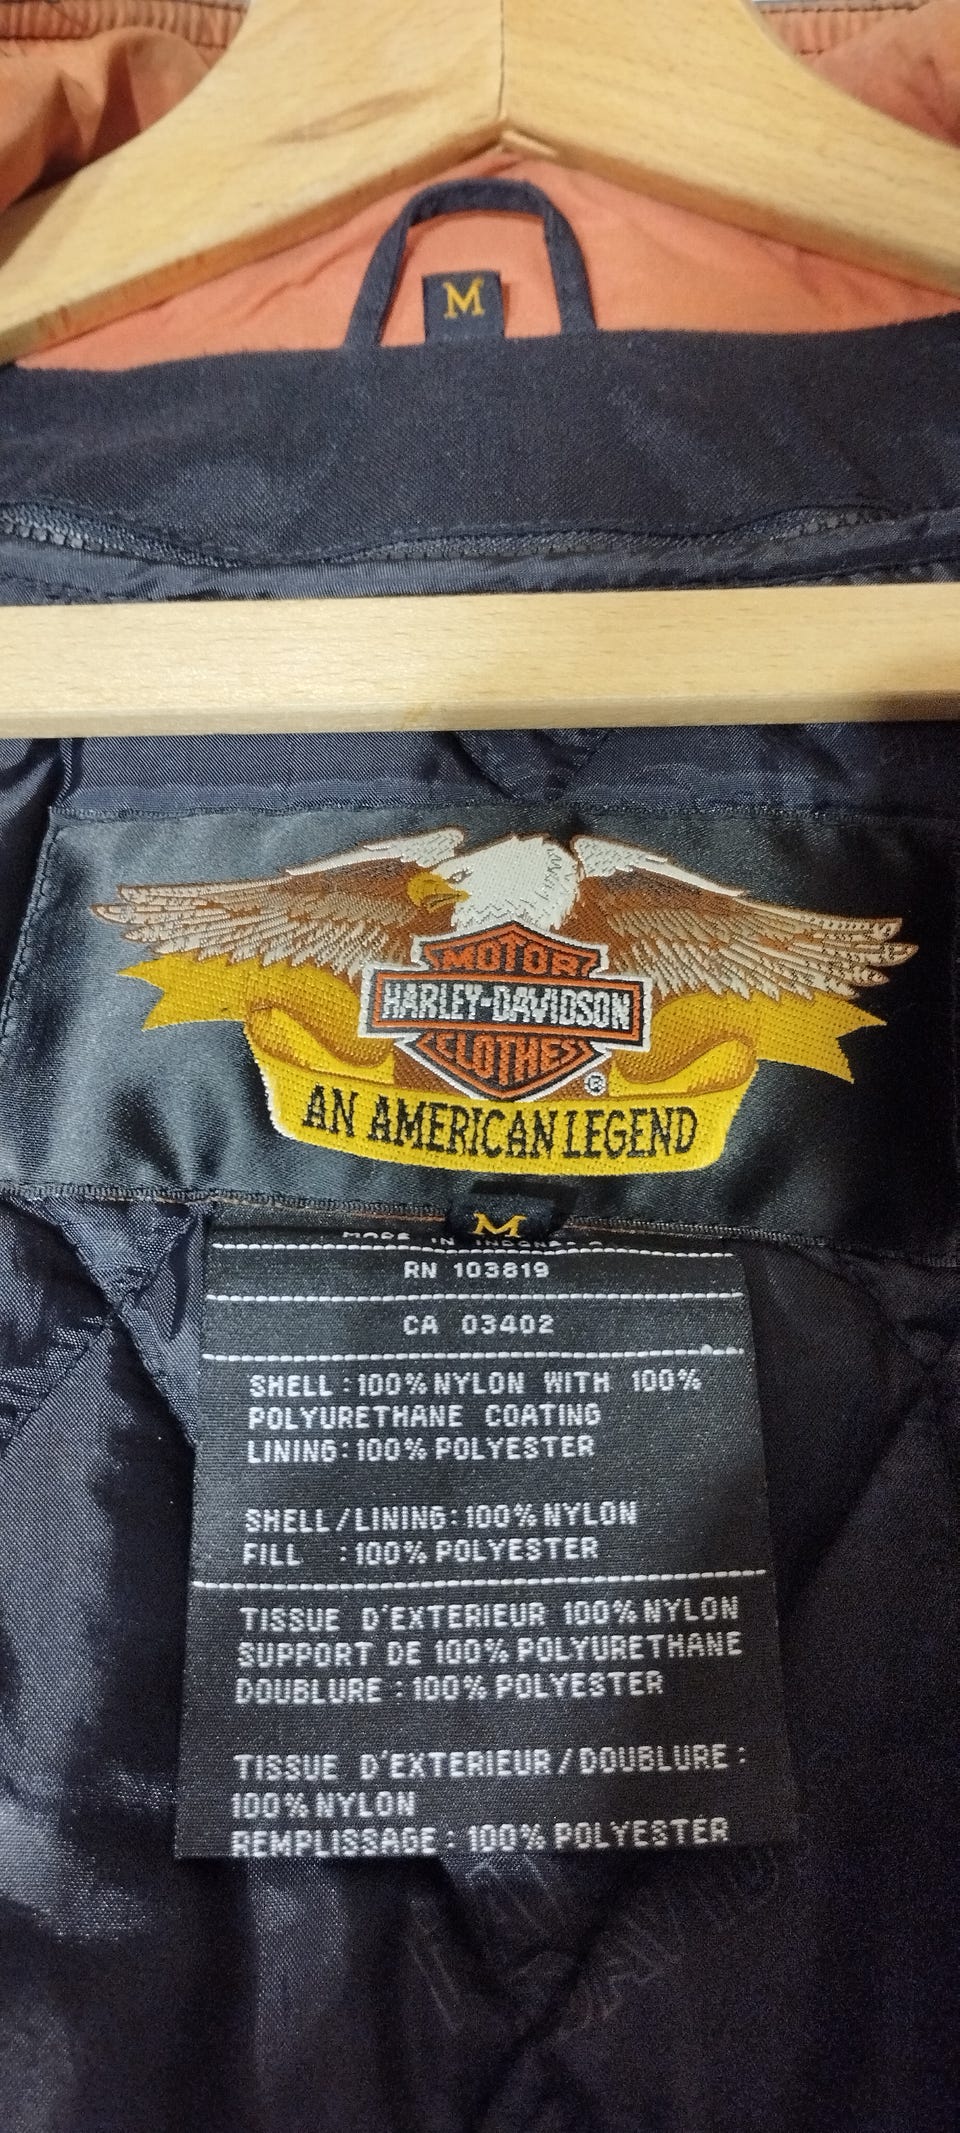 M
MOTOR
HARLEY-DAVIDSON
CLOTHES
®
AN AMERICAN LEGEND
M
MADE IN
RN 103819
CA 03402
SHELL : 100% NYLON WITH 100%
POLYURETHANE COATING
LINING : 100% POLYESTER
SHELL/LINING : 100% NYLON
FILL : 100% POLYESTER
TISSUE D'EXTERIEUR 100% NYLON
SUPPORT DE 100% POLYURETHANE
DOUBLURE : 100% POLYESTER
TISSUE D'EXTERIEUR/DOUBLURE :
100% NYLON
REMPLISSAGE : 100% POLYESTER